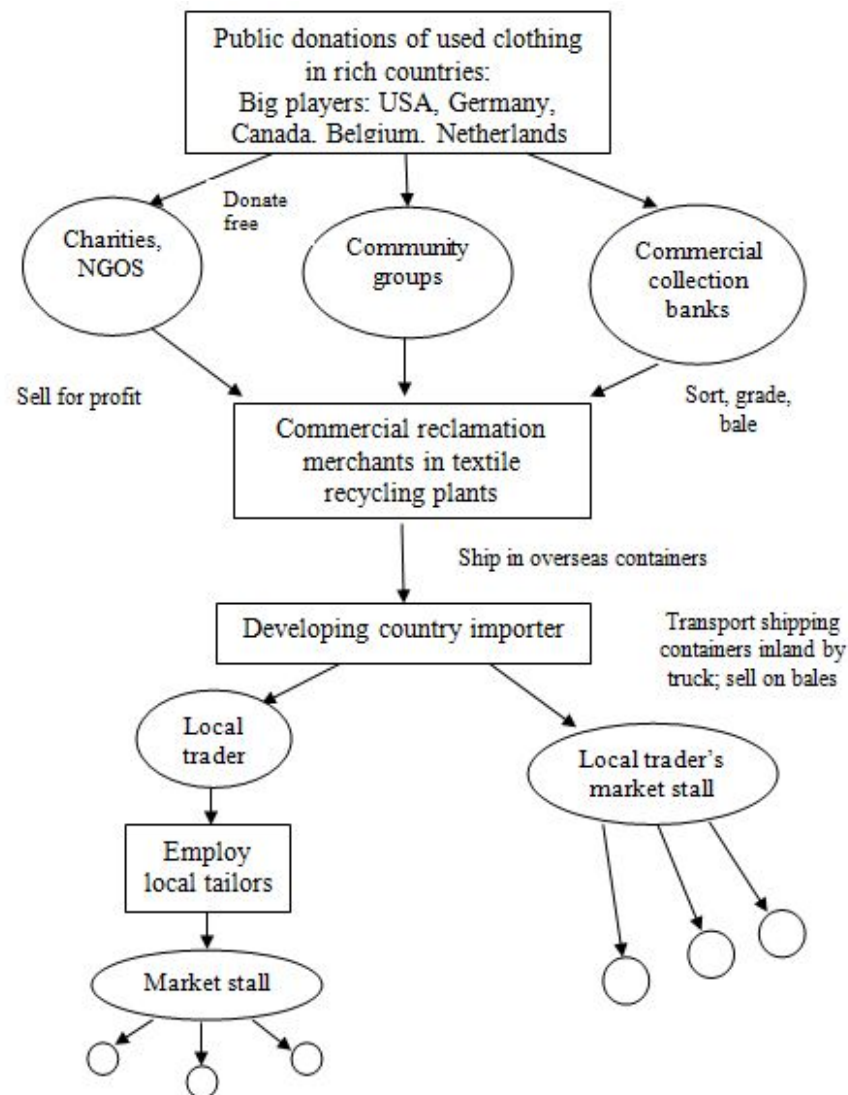 Public donations of used clothing
in rich countries:
Big players: USA, Germany,
Canada, Belgium, Netherlands
Donate
free
Charities,
NGOS
Community
groups
Commercial
collection
banks
Sell for profit
Sort, grade,
bale
Commercial reclamation
merchants in textile
recycling plants
Ship in overseas containers
Developing country importer
Transport shipping
containers inland by
truck; sell on bales
Local
trader
Local trader's
market stall
Employ
local tailors
Market stall